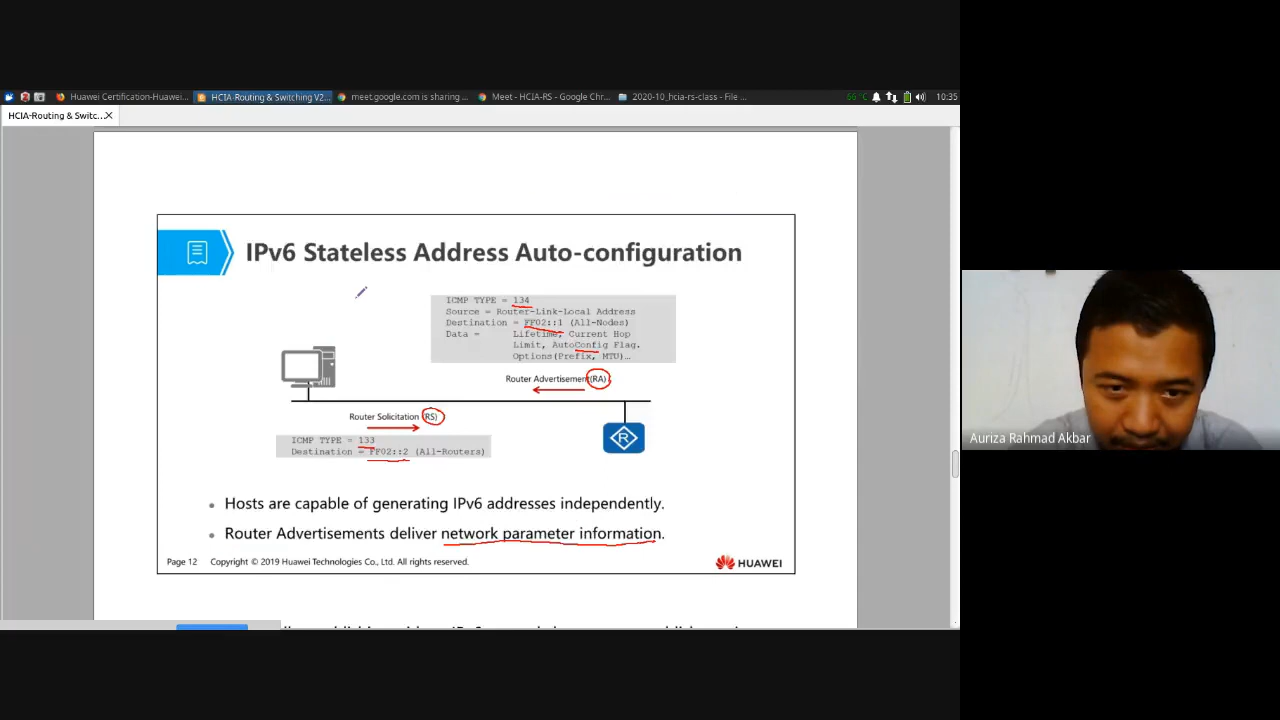 Huawei Certification-Huawei...
HCIA-Routing & Switching V2...
meet.google.com is sharing ...
Meet - HCIA-RS - Google Chr...
2020-10_hcia-rs-class - File ...
66°C
10:35
HCIA-Routing & Switc...
IPv6 Stateless Address Auto-configuration
ICMP TYPE = 134
Source = Router-Link-Local Address
Destination = FF02::1 (All-Nodes)
Data = Lifetime, Current Hop
Limit, AutoConfig Flag.
Options(Prefix, MTU)…
Router Advertisement(RA)
Router Solicitation (RS)
ICMP TYPE = 133
Destination = FF02::2 (All-Routers)
Auriza Rahmad Akbar
Hosts are capable of generating IPv6 addresses independently.
Router Advertisements deliver network parameter information.
Page 12 Copyright © 2019 Huawei Technologies Co., Ltd. All rights reserved.
HUAWEI